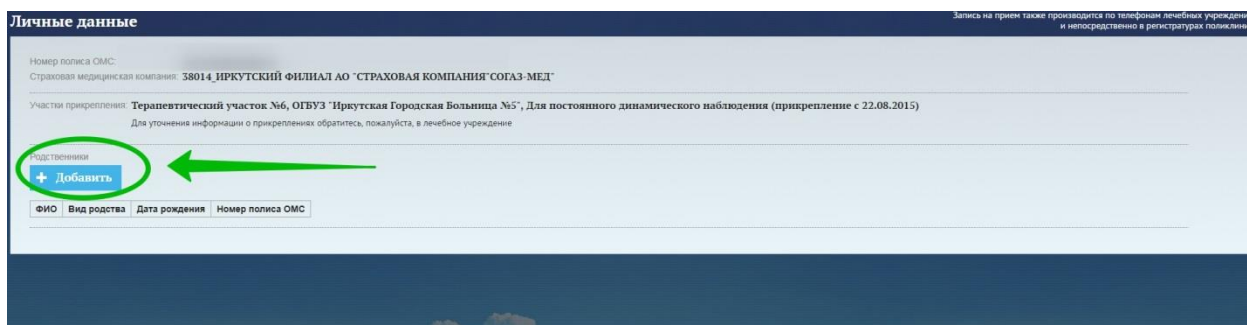 Личные данные
Запись на прием также производится по телефонам лечебных учреждени
и непосредственно в регистратурах поликлин
Номер полиса ОМС:
Страховая медицинская компания: 38014_ИРКУТСКИЙ ФИЛИАЛ АО "СТРАХОВАЯ КОМПАНИЯ"СОГАЗ-МЕД"
Участки прикрепления: Терапевтический участок №6, ОГБУЗ "Иркутская Городская Больница №5", Для постоянного динамического наблюдения (прикрепление с 22.08.2015)
Для уточнения информации о прикреплениях обратитесь, пожалуйста, в лечебное учреждение
Родственники
+ Добавить
ФИО Вид родства Дата рождения Номер полиса ОМС